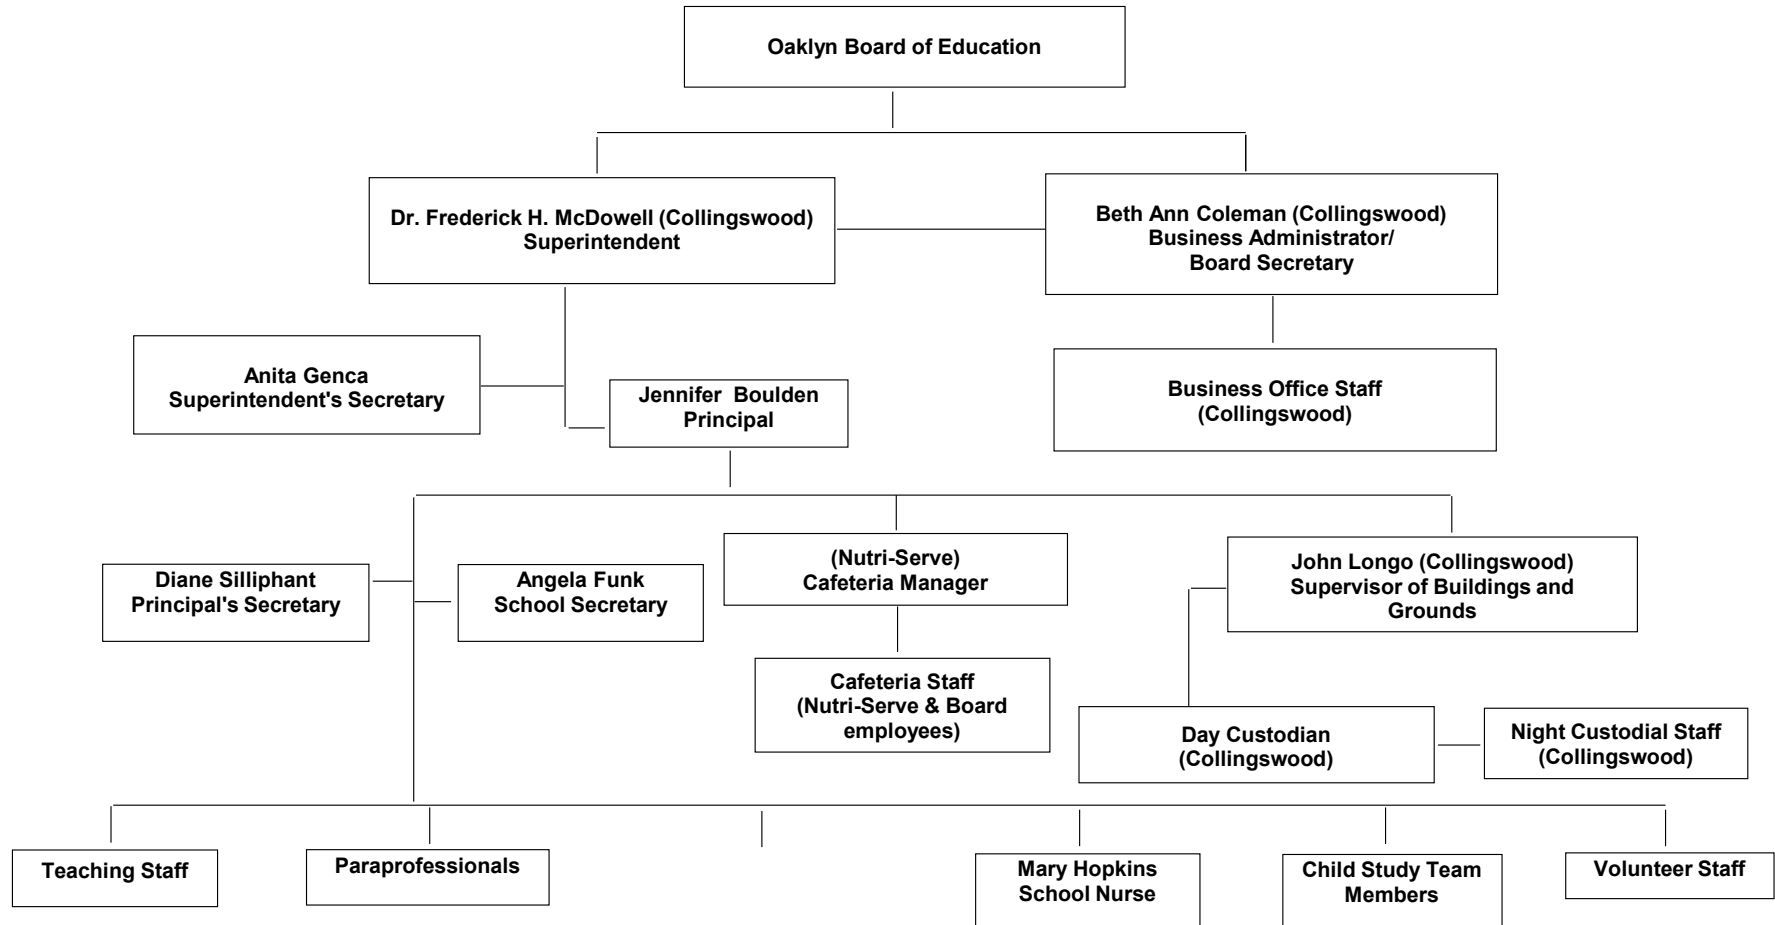 Oaklyn Board of Education
Dr. Frederick H. McDowell (Collingswood)
Superintendent
Beth Ann Coleman (Collingswood)
Business Administrator/
Board Secretary
Anita Genca
Superintendent's Secretary
Jennifer Boulden
Principal
Business Office Staff
(Collingswood)
Diane Silliphant
Principal's Secretary
Angela Funk
School Secretary
(Nutri-Serve)
Cafeteria Manager
John Longo (Collingswood)
Supervisor of Buildings and
Grounds
Cafeteria Staff
(Nutri-Serve & Board
employees)
Day Custodian
(Collingswood)
Night Custodial Staff
(Collingswood)
Teaching Staff
Paraprofessionals
Mary Hopkins
School Nurse
Child Study Team
Members
Volunteer Staff